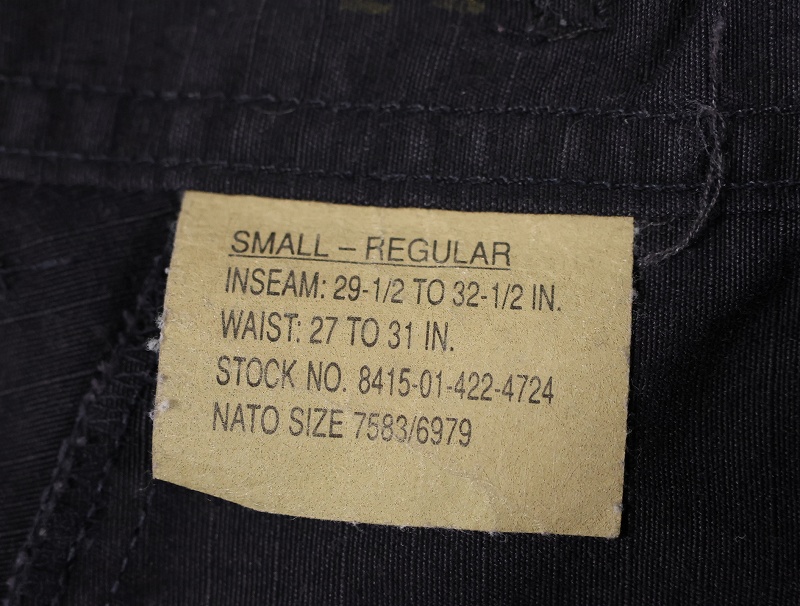 SMALL – REGULAR
INSEAM: 29-1/2 TO 32-1/2 IN.
WAIST: 27 TO 31 IN.
STOCK NO. 8415-01-422-4724
NATO SIZE 7583/6979